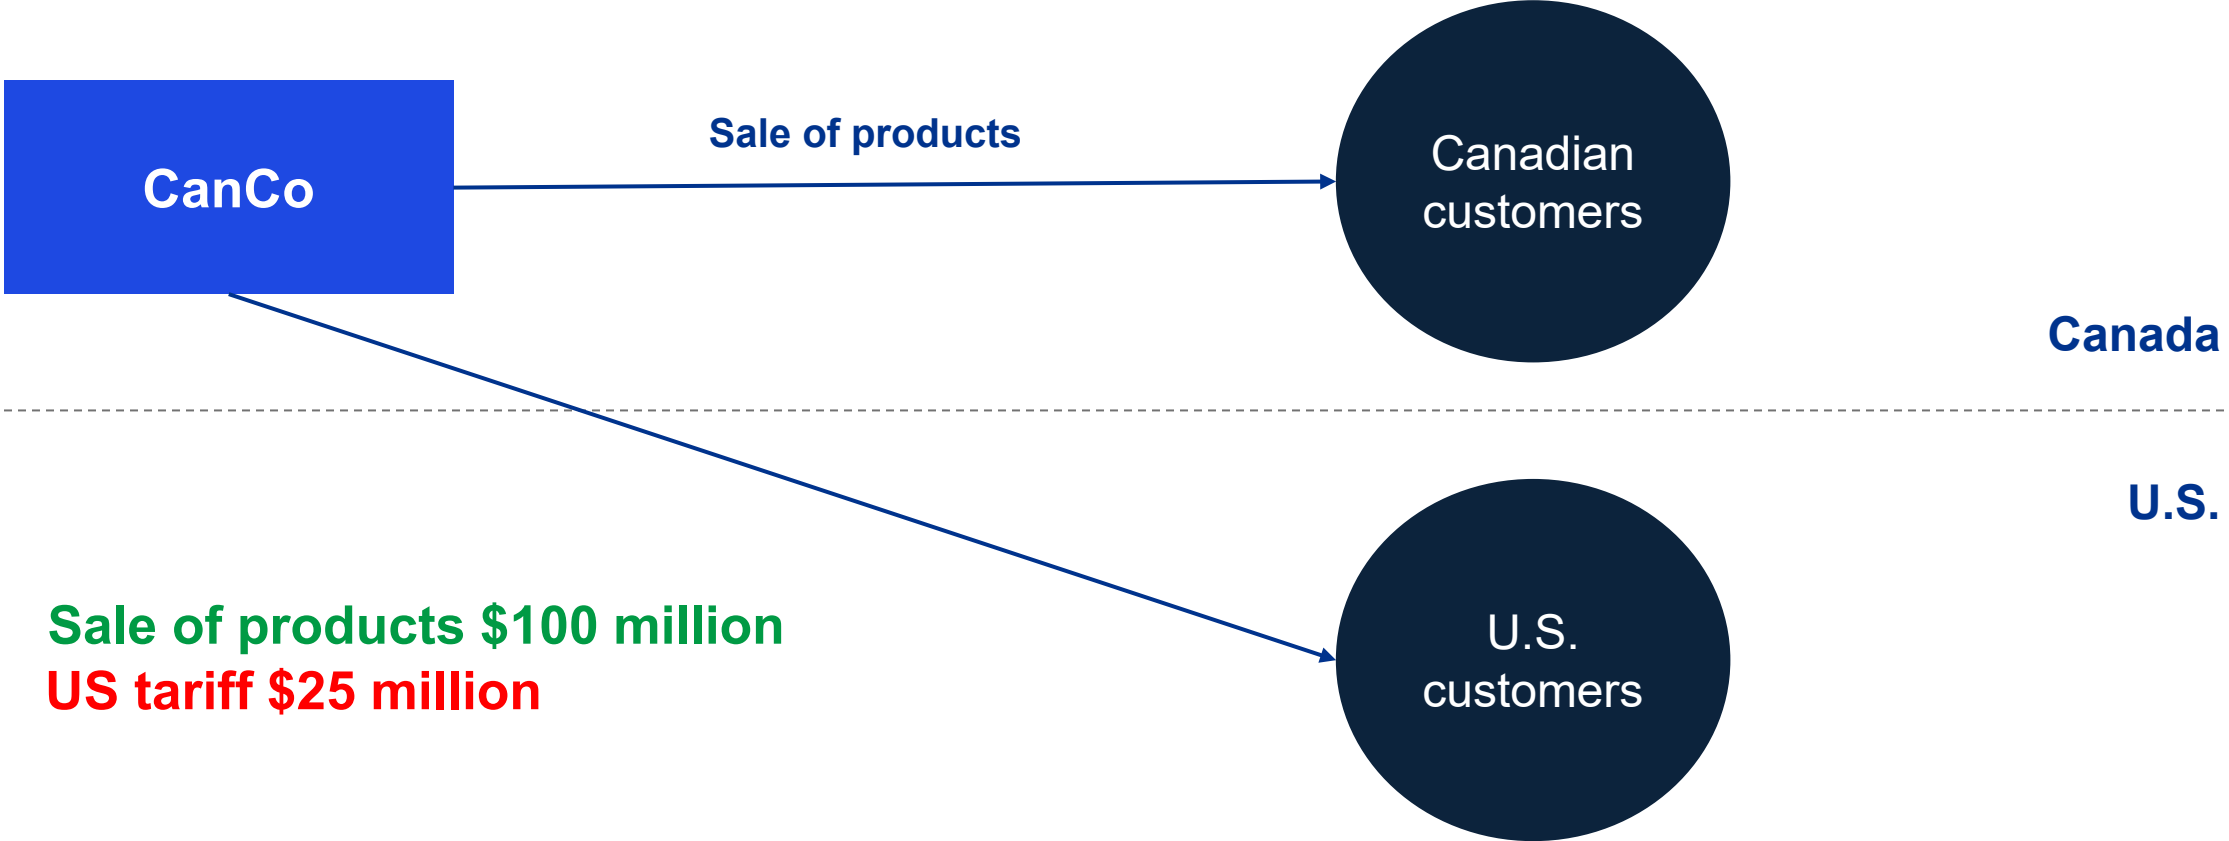 CanCo
Sale of products
Canadian
customers
Canada
U.S.
Sale of products $100 million
US tariff $25 million
U.S.
customers